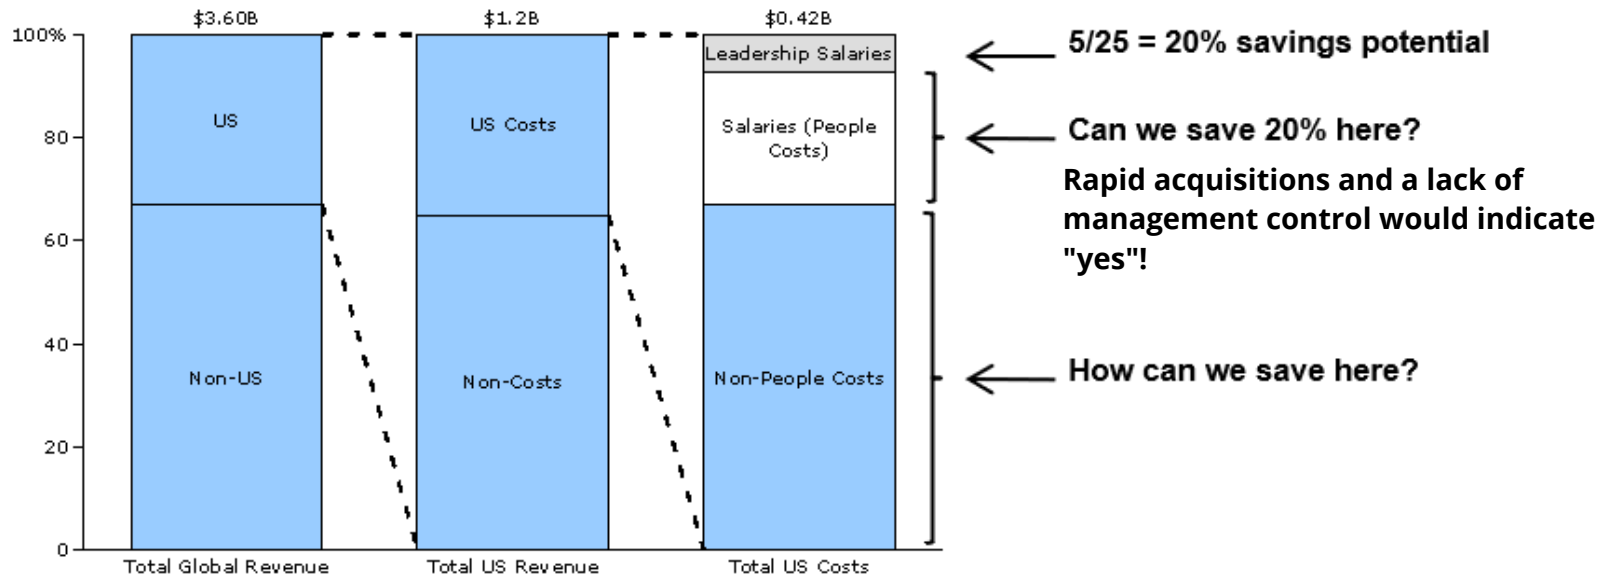 $3.60B
$1.2B
$0.42B
100%
80
60
40
20
0
US
Non-US
US Costs
Non-Costs
Leadership Salaries
Salaries (People
Costs)
Non-People Costs
Total Global Revenue
Total US Revenue
Total US Costs
5/25 = 20% savings potential
Can we save 20% here?
Rapid acquisitions and a lack of
management control would indicate
"yes"!
How can we save here?